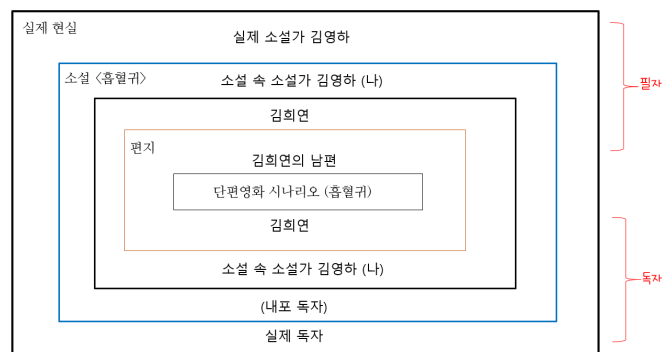 실제 현실
실제 소설가 김영하
소설 〈흡혈귀〉
소설 속 소설가 김영하 (나)
필자
김희연
편지
김희연의 남편
단편영화 시나리오 (흡혈귀)
김희연
소설 속 소설가 김영하 (나)
독자
(내포 독자)
실제 독자